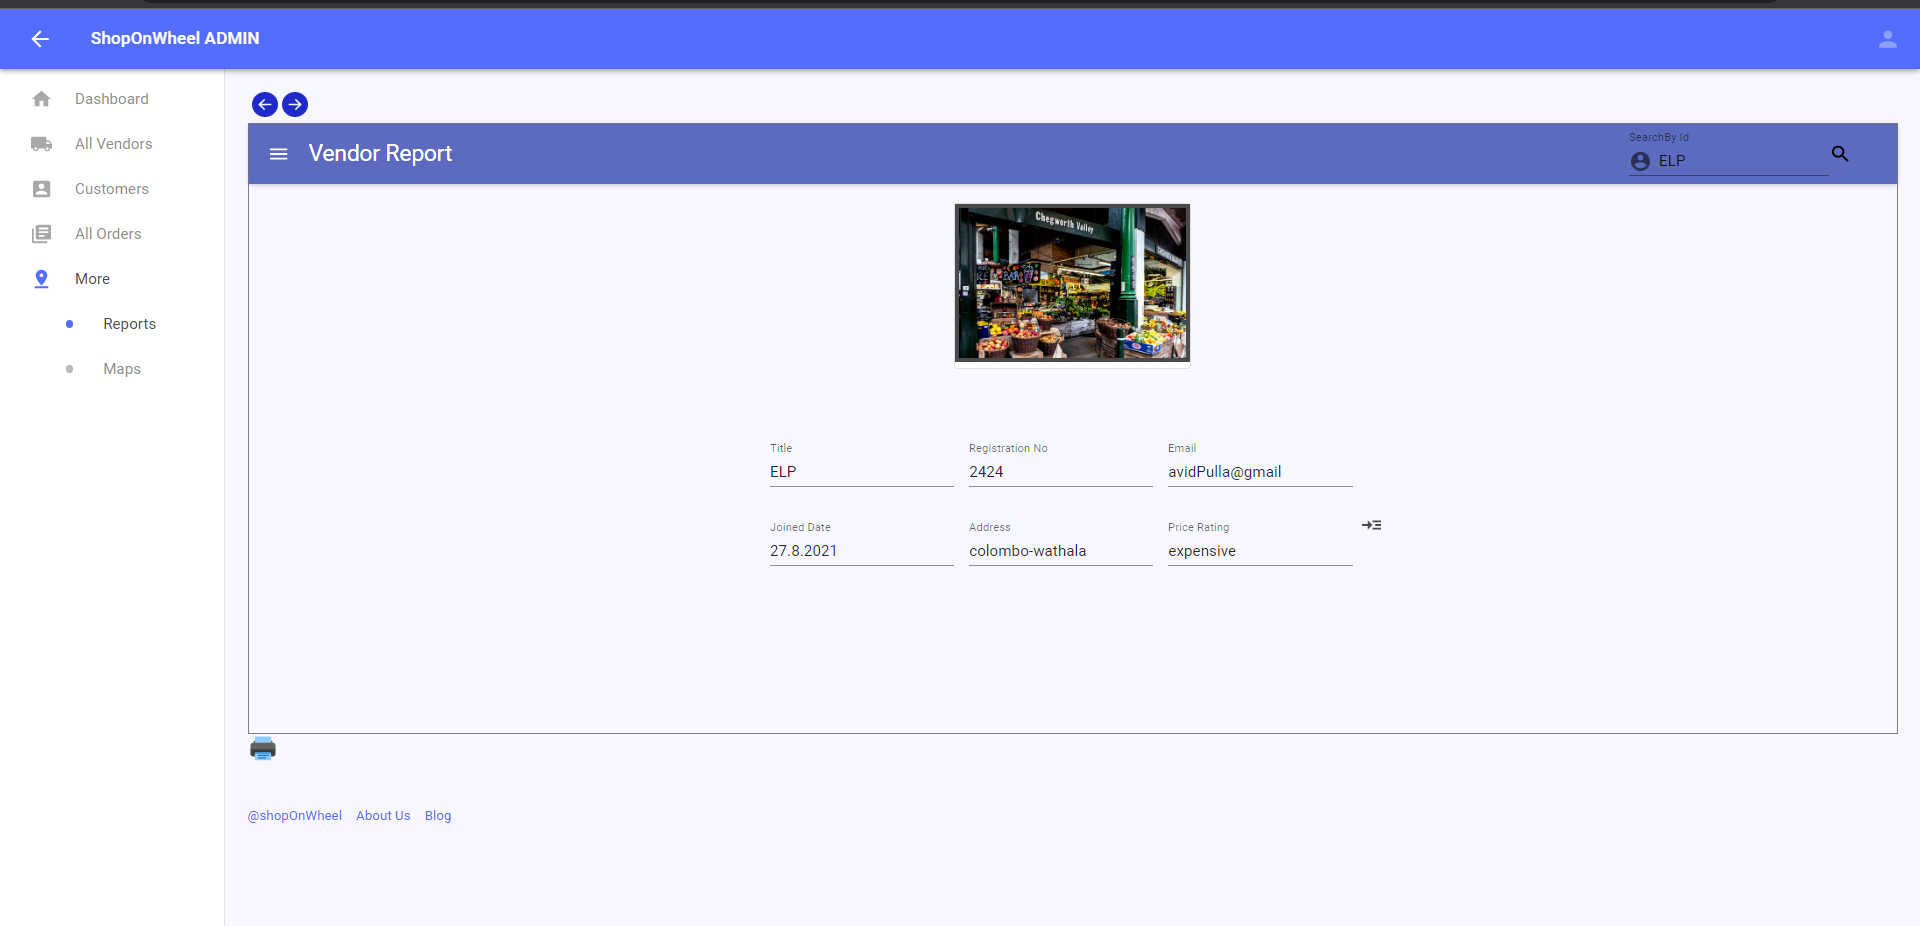 ShopOnWheel ADMIN
Dashboard
All Vendors
Customers
All Orders
More
Reports
Maps
Vendor Report
SearchBy Id
ELP
Chegworth Valley
Title
ELP
Registration No
2424
Email
avidPulla@gmail
Joined Date
27.8.2021
Address
colombo-wathala
Price Rating
expensive
@shopOnWheel About Us Blog